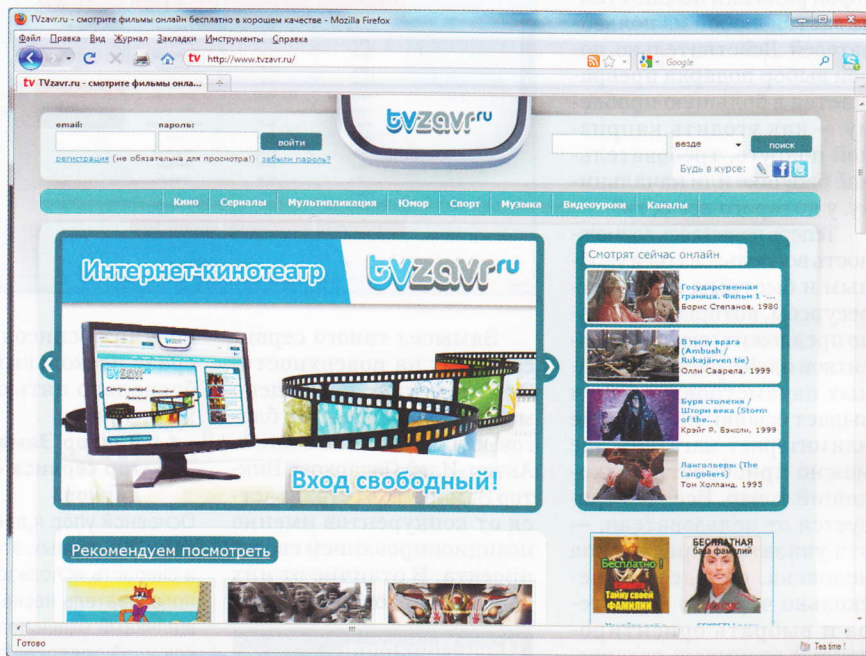 TVzavr.ru - смотрите фильмы онлайн бесплатно в хорошем качестве - Mozilla Firefox
Файл Правка Вид Журнал Закладки Инструменты Справка
tv http://www.tvzavr.ru/
Google
tv TVzavr.ru - смотрите фильмы онла...
email: пароль:
войти
регистрация (не обязательна для просмотра!) забыли пароль?
tvzavr.ru
везде
поиск
Будь в курсе:
Кино Сериалы Мультипликация Юмор Спорт Музыка Видеоуроки Каналы
Интернет-кинотеатр tvzavr.ru
tvzavr.ru
Вход свободный!
Смотрят сейчас онлайн
Государственная
граница. Фильм 1 -...
Борис Степанов, 1980
В тылу врага
(Ambush /
Rukajärven tie)
Олли Саарела, 1999
Буря столетия /
Шторм века (Storm
of the...
Крэйг Р. Бэксли, 1999
Лангольеры (The
Langoliers)
Том Холланд, 1995
Рекомендуем посмотреть
Бесплатно!
Тайну своей
ФАМИЛИИ
БЕСПЛАТНАЯ
база фамилий
Готово
Tea time!